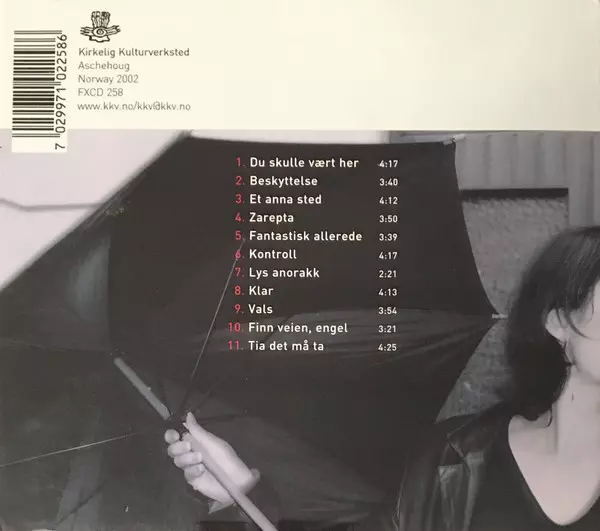 Kirkelig Kulturverksted
Aschehoug
Norway 2002
FXCD 258
www.kkv.no/kkv@kkv.no
7 029971 022586
1. Du skulle vært her 4:17
2. Beskyttelse 3:40
3. Et anna sted 4:12
4. Zarepta 3:50
5. Fantastisk allerede 3:39
6. Kontroll 4:17
7. Lys anorakk 2:21
8. Klar 4:13
9. Vals 3:54
10. Finn veien, engel 3:21
11. Tia det må ta 4:25